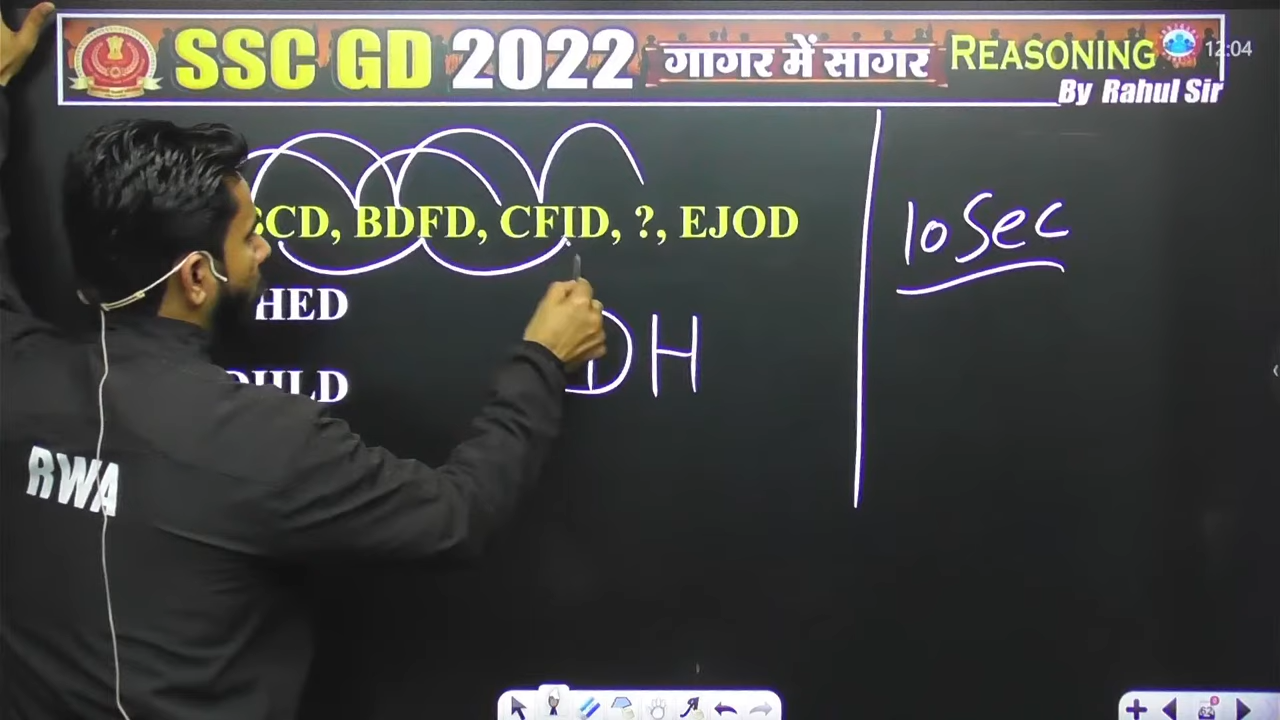 SSC GD 2022 गागर में सागर REASONING 12:04
By Rahul Sir
BCD, BDFD, CFID, ?, EJOD
10 Sec
HED
DH
RWA